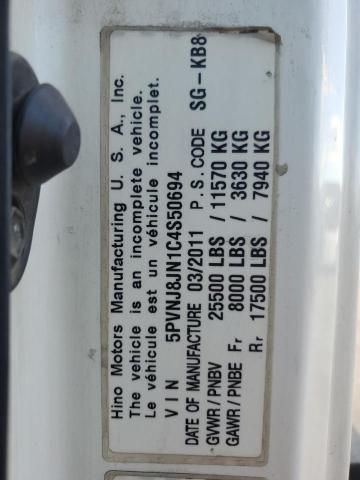 Hino Motors Manufacturing U. S. A., Inc.
This vehicle is an incomplete vehicle.
Le véhicule est un véhicule incomplet.
VIN 5PVNJ8JN1C4S50694
DATE OF MANUFACTURE 03/2011 P.S.CODE SG-KB8
GVWR/PNBV 25500 LBS / 11570 KG
GAWR/PNBE Fr 8000 LBS / 3630 KG
Rr 17500 LBS / 7940 KG